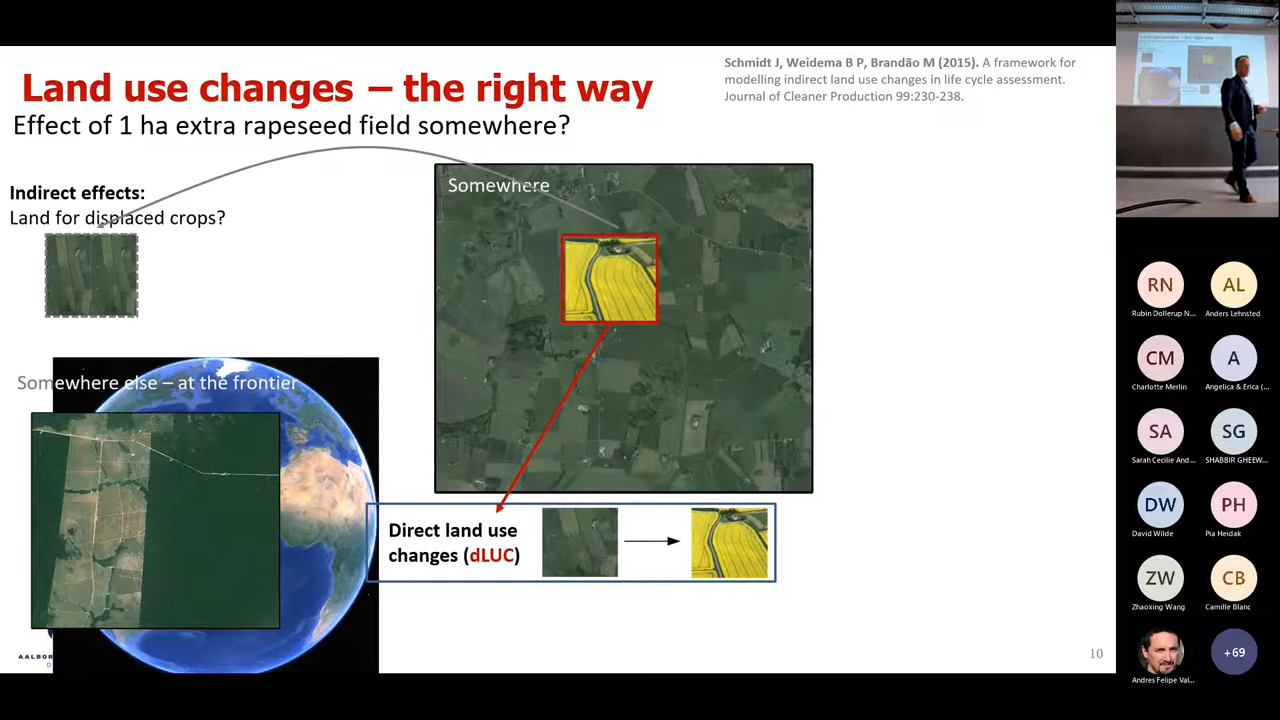 Land use changes – the right way
Effect of 1 ha extra rapeseed field somewhere?
Schmidt J, Weidema B P, Brandão M (2015). A framework for
modelling indirect land use changes in life cycle assessment.
Journal of Cleaner Production 99:230-238.
Indirect effects:
Land for displaced crops?
Somewhere
Somewhere else – at the frontier
Direct land use
changes (dLUC)
AALBOR
10
RN
Rubin Dollerup N...
AL
Anders Lehnsted
CM
Charlotte Merlin
A
Angelica & Erica (...
SA
Sarah Cecilie And...
SG
SHABBIR GHEEW...
DW
David Wilde
PH
Pia Heidak
ZW
Zhaoxing Wang
CB
Camille Blanc
Andres Felipe Val...
+69